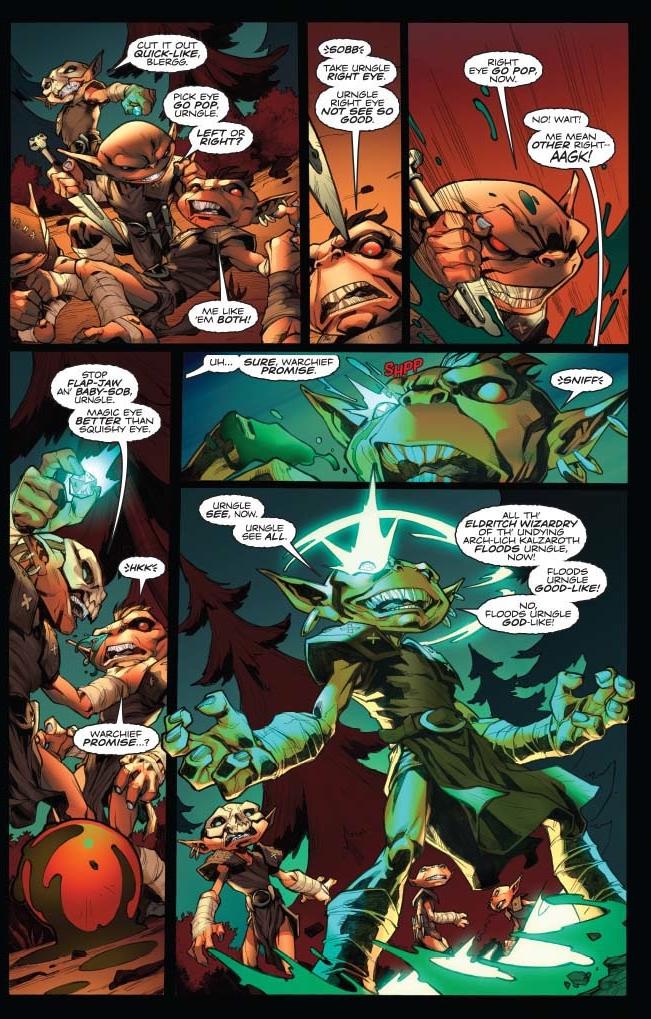 CUT IT OUT
QUICK-LIKE,
BLERGG.
PICK EYE
GO POP,
URNGLE.
LEFT OR
RIGHT?
ME LIKE
'EM BOTH!
SOBB
TAKE URNGLE
RIGHT EYE.
URNGLE
RIGHT EYE
NOT SEE SO
GOOD.
RIGHT
EYE GO POP,
NOW.
NO! WAIT!
ME MEAN
OTHER RIGHT--
AAGK!
STOP
FLAP-JAW
AN' BABY-SOB,
URNGLE.
MAGIC EYE
BETTER THAN
SQUISHY EYE.
HKK
WARCHIEF
PROMISE...?
UH... SURE, WARCHIEF
PROMISE.
SHPP
SNIFF
URNGLE
SEE, NOW.
URNGLE
SEE ALL.
ALL TH'
ELDRITCH WIZARDRY
OF TH' UNDYING
ARCH-LICH KALZAROTH
FLOODS URNGLE,
NOW!
FLOODS
URNGLE
GOOD-LIKE!
NO,
FLOODS URNGLE
GOD-LIKE!